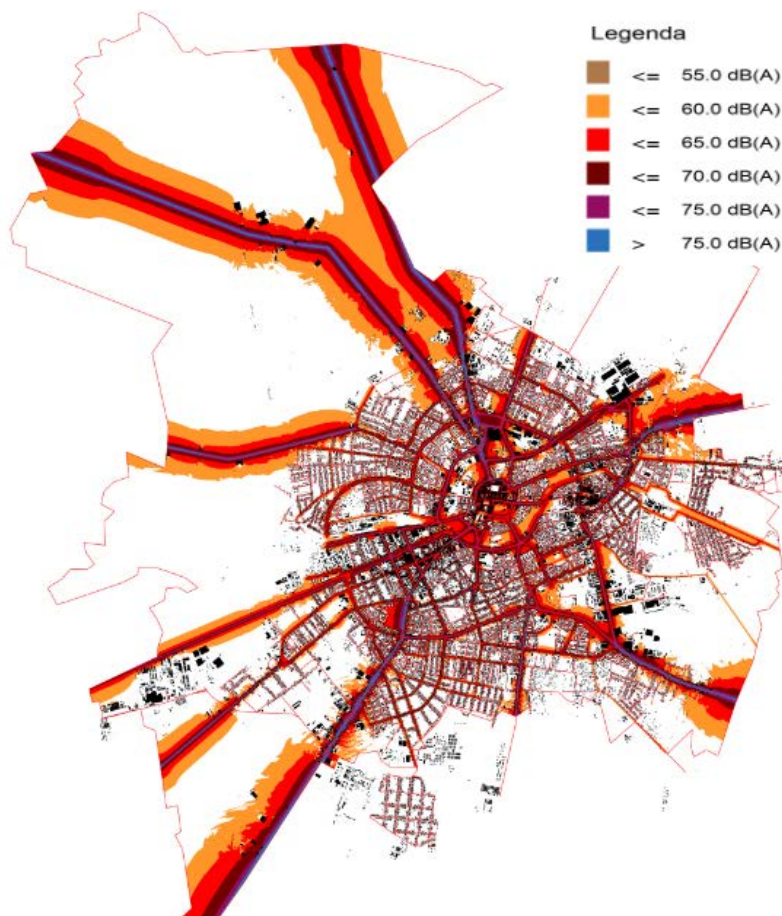 Legenda
<= 55.0 dB(A)
<= 60.0 dB(A)
<= 65.0 dB(A)
<= 70.0 dB(A)
<= 75.0 dB(A)
> 75.0 dB(A)